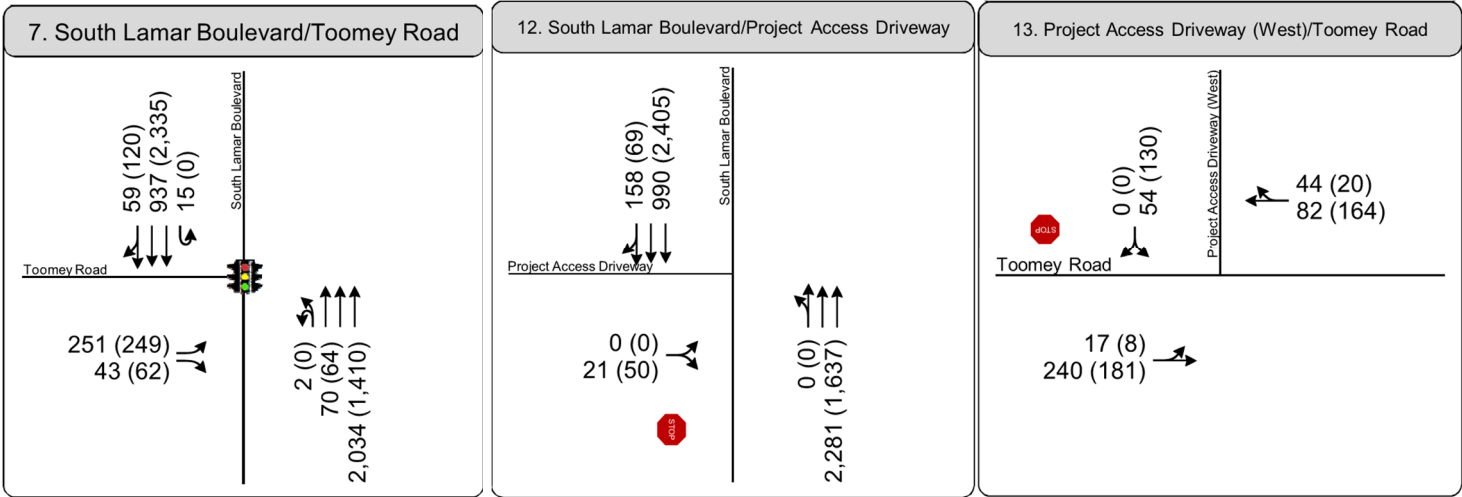 7. South Lamar Boulevard/Toomey Road
59 (120)
937 (2,335)
15 (0)
South Lamar Boulevard
Toomey Road
251 (249)
43 (62)
2 (0)
70 (64)
2,034 (1,410)
12. South Lamar Boulevard/Project Access Driveway
158 (69)
990 (2,405)
South Lamar Boulevard
Project Access Driveway
0 (0)
21 (50)
STOP
0 (0)
2,281 (1,637)
13. Project Access Driveway (West)/Toomey Road
0 (0)
54 (130)
Project Access Driveway (West)
44 (20)
82 (164)
STOP
Toomey Road
17 (8)
240 (181)